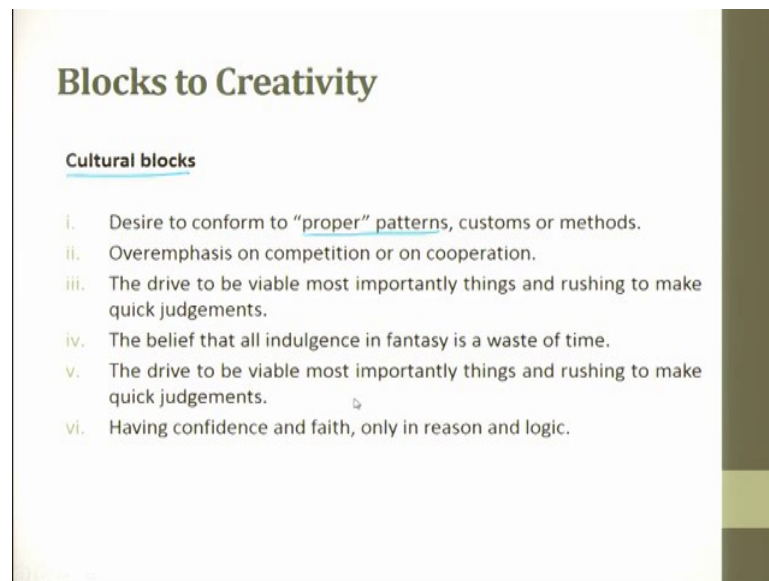 Blocks to Creativity
Cultural blocks
i. Desire to conform to “proper” patterns, customs or methods.
ii. Overemphasis on competition or on cooperation.
iii. The drive to be viable most importantly things and rushing to make
quick judgements.
iv. The belief that all indulgence in fantasy is a waste of time.
v. The drive to be viable most importantly things and rushing to make
quick judgements.
vi. Having confidence and faith, only in reason and logic.